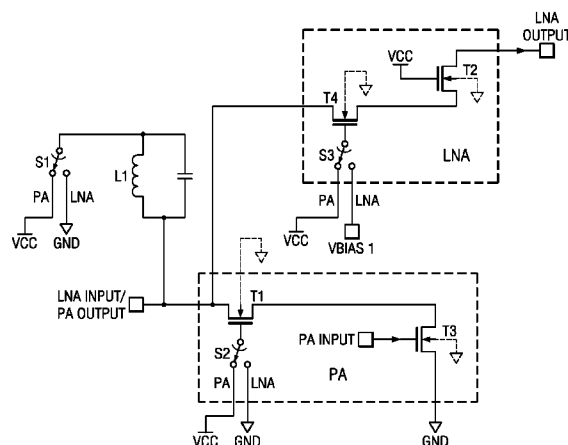 LNA
OUTPUT
VCC
T2
T4
S3
LNA
PA
LNA
VCC
VBIAS 1
S1
L1
PA
LNA
VCC
GND
LNA INPUT/
PA OUTPUT
T1
PA INPUT
T3
S2
PA
LNA
PA
VCC
GND
GND